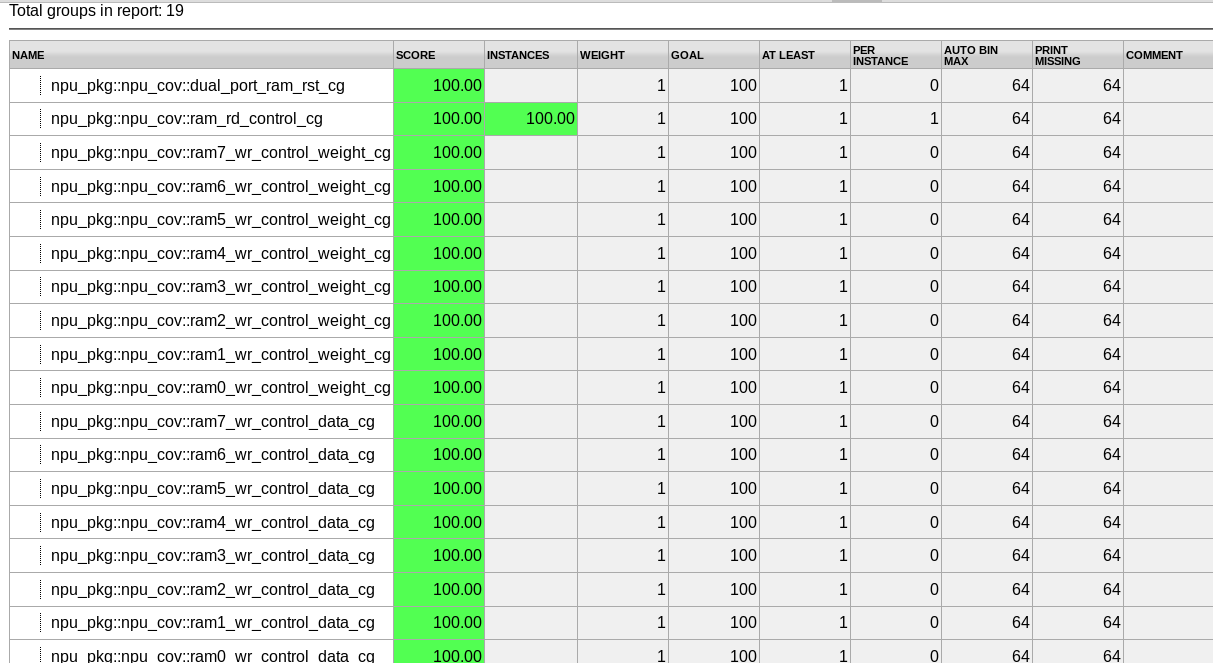 Total groups in report: 19
NAME SCORE INSTANCES WEIGHT GOAL AT LEAST PER INSTANCE AUTO BIN MAX PRINT MISSING COMMENT
npu_pkg::npu_cov::dual_port_ram_rst_cg 100.00 1 100 1 0 64 64
npu_pkg::npu_cov::ram_rd_control_cg 100.00 100.00 1 100 1 1 64 64
npu_pkg::npu_cov::ram7_wr_control_weight_cg 100.00 1 100 1 0 64 64
npu_pkg::npu_cov::ram6_wr_control_weight_cg 100.00 1 100 1 0 64 64
npu_pkg::npu_cov::ram5_wr_control_weight_cg 100.00 1 100 1 0 64 64
npu_pkg::npu_cov::ram4_wr_control_weight_cg 100.00 1 100 1 0 64 64
npu_pkg::npu_cov::ram3_wr_control_weight_cg 100.00 1 100 1 0 64 64
npu_pkg::npu_cov::ram2_wr_control_weight_cg 100.00 1 100 1 0 64 64
npu_pkg::npu_cov::ram1_wr_control_weight_cg 100.00 1 100 1 0 64 64
npu_pkg::npu_cov::ram0_wr_control_weight_cg 100.00 1 100 1 0 64 64
npu_pkg::npu_cov::ram7_wr_control_data_cg 100.00 1 100 1 0 64 64
npu_pkg::npu_cov::ram6_wr_control_data_cg 100.00 1 100 1 0 64 64
npu_pkg::npu_cov::ram5_wr_control_data_cg 100.00 1 100 1 0 64 64
npu_pkg::npu_cov::ram4_wr_control_data_cg 100.00 1 100 1 0 64 64
npu_pkg::npu_cov::ram3_wr_control_data_cg 100.00 1 100 1 0 64 64
npu_pkg::npu_cov::ram2_wr_control_data_cg 100.00 1 100 1 0 64 64
npu_pkg::npu_cov::ram1_wr_control_data_cg 100.00 1 100 1 0 64 64
npu_pkg::npu_cov::ram0_wr_control_data_cg 100.00 1 100 1 0 64 64